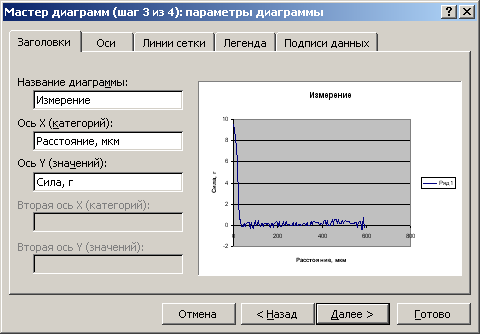 Мастер диаграмм (шаг 3 из 4): параметры диаграммы
Заголовки
Оси
Линии сетки
Легенда
Подписи данных
Название диаграммы:
Измерение
Ось X (категорий):
Расстояние, мкм
Ось Y (значений):
Сила, г
Вторая ось X (категорий):
Вторая ось Y (значений):
Измерение
Сила, г
10
8
6
4
2
0
-2
0
200
400
600
800
Расстояние, мкм
Ряд1
Отмена
< Назад
Далее >
Готово